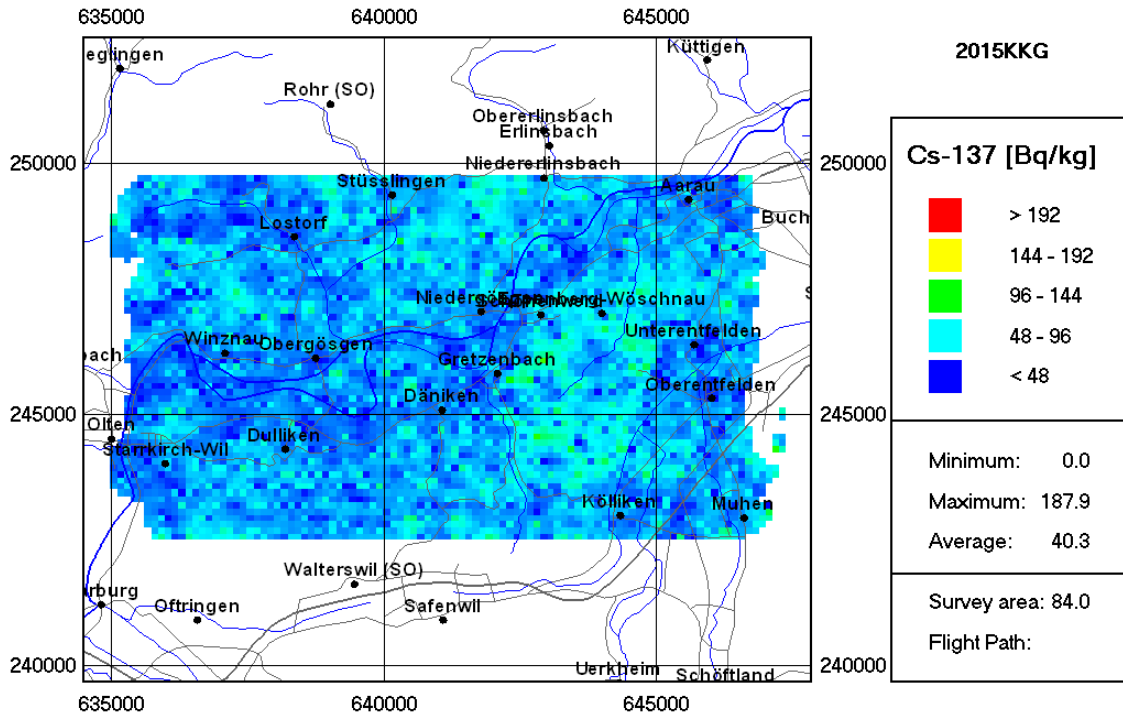 635000 640000 645000
eglingen
Küttigen
2015KKG
Rohr (SO)
Obererlinsbach
Erlinsbach
250000 250000
Niedererlinsbach
Cs-137 [Bq/kg]
Stüsslingen
Aarau
> 192
Buch
Lostorf
144 - 192
96 - 144
Eppenberg-Wöschnau
48 - 96
Unterentfelden
Winznau
Obergösgen
bach
Gretzenbach
< 48
Oberentfelden
Däniken
245000 245000
Olten
Dulliken
Starrkirch-Wil
Minimum: 0.0
Kölliken
Muhen
Maximum: 187.9
Average: 40.3
Walterswil (SO)
Survey area: 84.0
Oftringen
Safenwil
Flight Path:
240000 240000
Uerkheim
Schöftland
635000 640000 645000